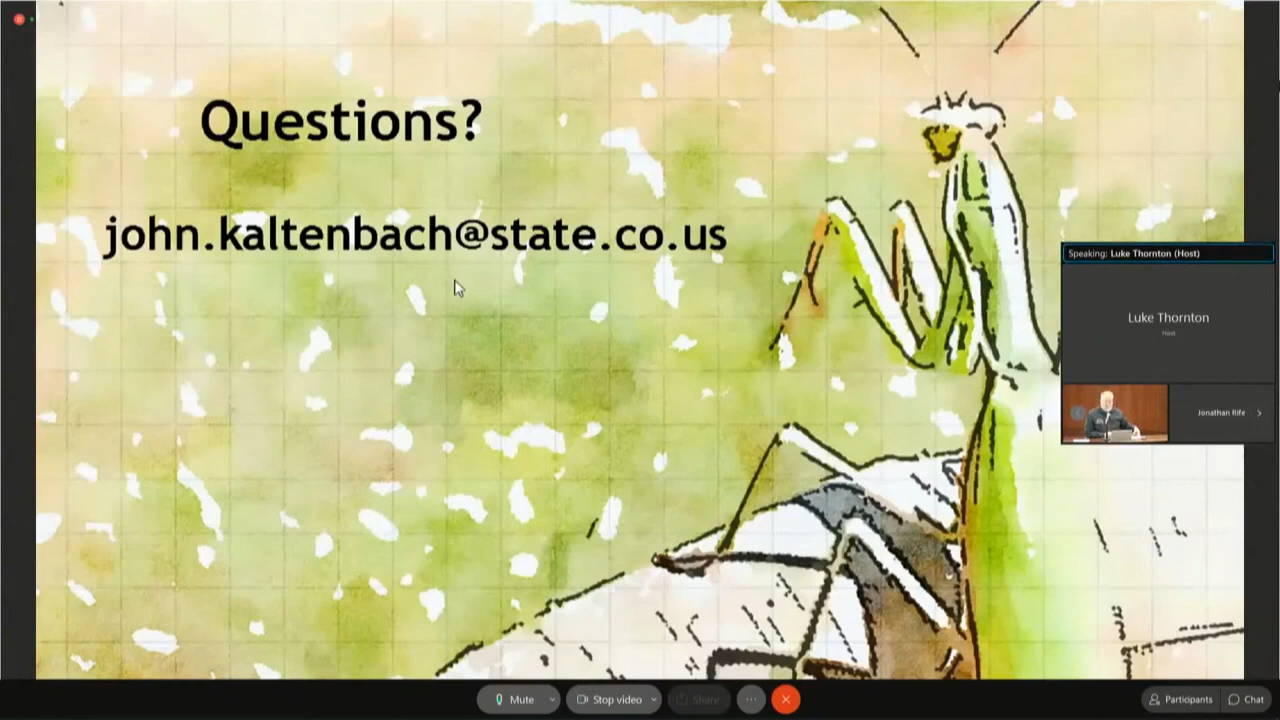 Questions?
john.kaltenbach@state.co.us
Speaking: Luke Thornton (Host)
Luke Thornton
Host
Jonathan Rife
Mute
Stop video
Share
Participants
Chat